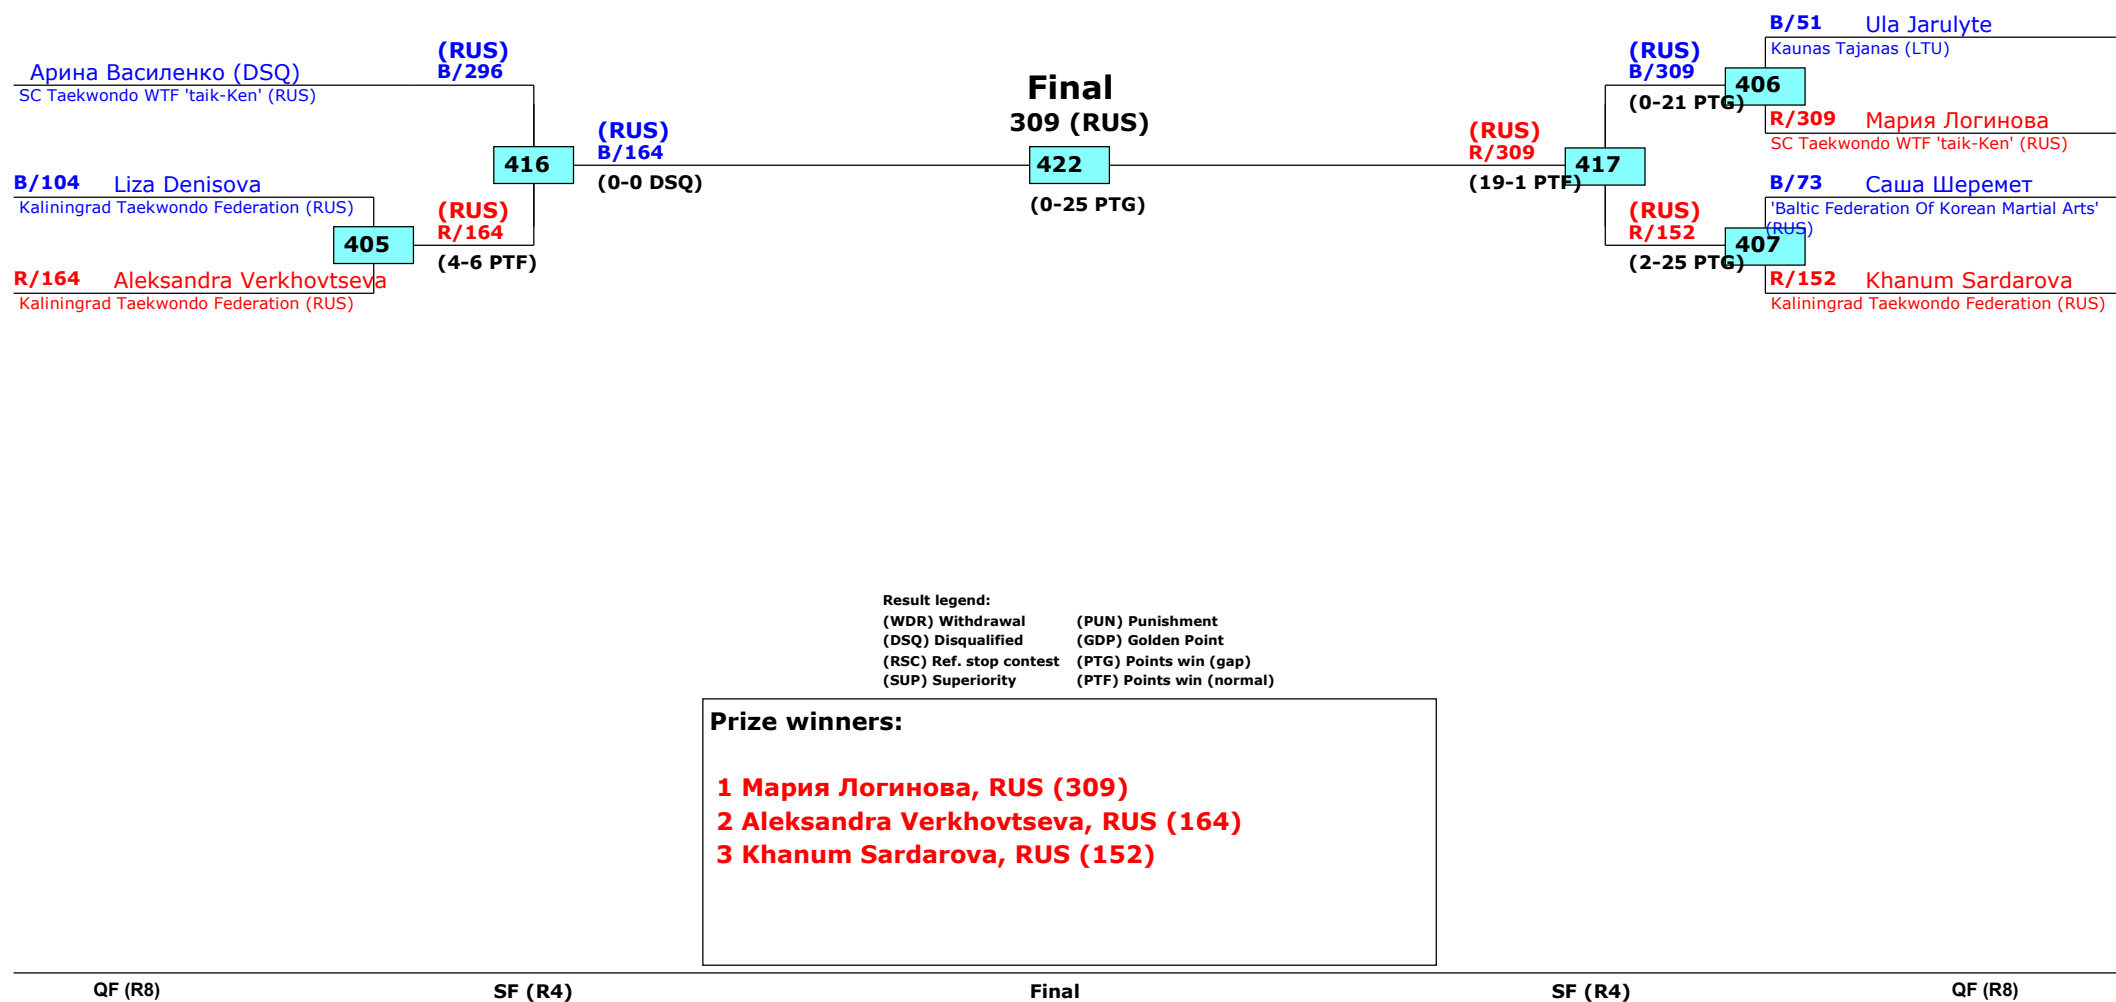 Арина Василенко (DSQ)
SC Taekwondo WTF 'taik-Ken' (RUS)
(RUS)
B/296
B/104 Liza Denisova
Kaliningrad Taekwondo Federation (RUS)
405
R/164 Aleksandra Verkhovtseva
Kaliningrad Taekwondo Federation (RUS)
(RUS)
R/164
(4-6 PTF)
416
(RUS)
B/164
(0-0 DSQ)
Final
309 (RUS)
422
(0-25 PTG)
(RUS)
R/309
(19-1 PTF)
417
(RUS)
B/309
(0-21 PTG)
406
B/51 Ula Jarulyte
Kaunas Tajanas (LTU)
R/309 Мария Логинова
SC Taekwondo WTF 'taik-Ken' (RUS)
(RUS)
R/152
(2-25 PTG)
407
B/73 Саша Шеремет
'Baltic Federation Of Korean Martial Arts'
(RUS)
R/152 Khanum Sardarova
Kaliningrad Taekwondo Federation (RUS)
Result legend:
(WDR) Withdrawal (PUN) Punishment
(DSQ) Disqualified (GDP) Golden Point
(RSC) Ref. stop contest (PTG) Points win (gap)
(SUP) Superiority (PTF) Points win (normal)
Prize winners:
1 Мария Логинова, RUS (309)
2 Aleksandra Verkhovtseva, RUS (164)
3 Khanum Sardarova, RUS (152)
QF (R8) SF (R4) Final SF (R4) QF (R8)